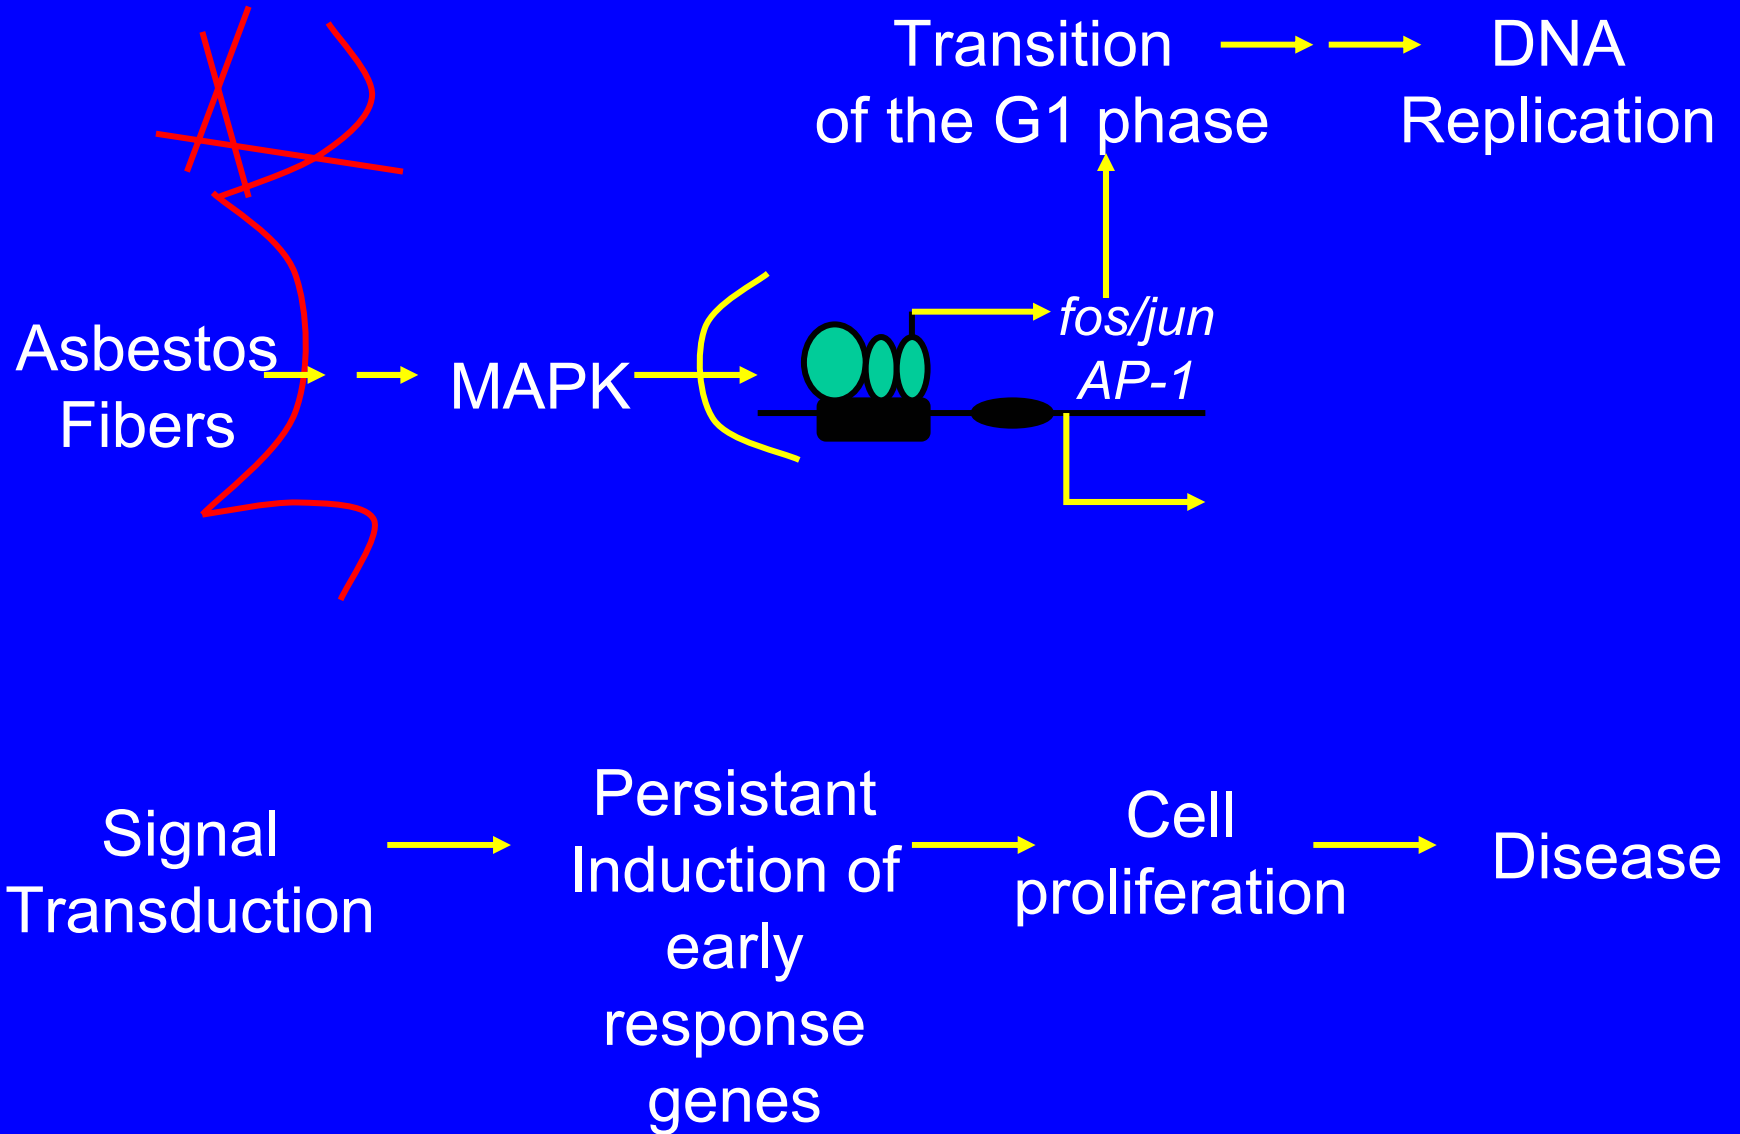 Transition
of the G1 phase
DNA
Replication
Asbestos
Fibers
MAPK
fos/jun
AP-1
Signal
Transduction
Persistant
Induction of
early
response
genes
Cell
proliferation
Disease